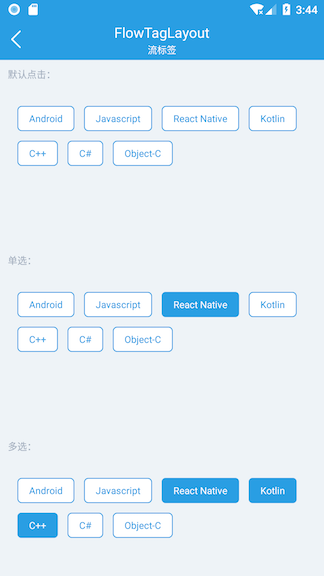 3:44
FlowTagLayout
流标签
默认点击：
Android Javascript React Native Kotlin
C++ C# Object-C
单选：
Android Javascript React Native Kotlin
C++ C# Object-C
多选：
Android Javascript React Native Kotlin
C++ C# Object-C